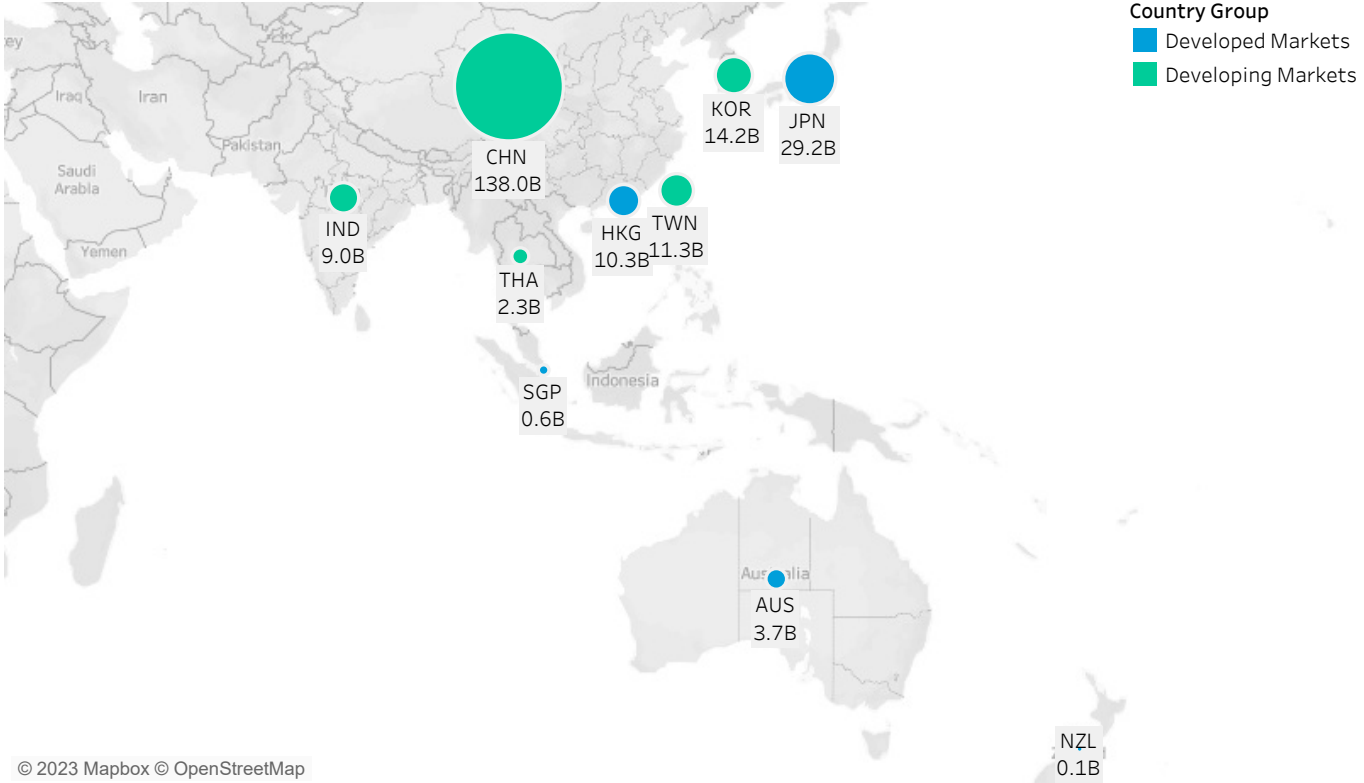 Country Group
Developed Markets
Developing Markets
ey
Iraq
Iran
Pakistan
Saudi
Arabia
Yemen
CHN
138.0B
KOR
14.2B
JPN
29.2B
IND
9.0B
HKG
10.3B
TWN
11.3B
THA
2.3B
SGP
0.6B
Indonesia
Australia
AUS
3.7B
NZL
0.1B
© 2023 Mapbox © OpenStreetMap